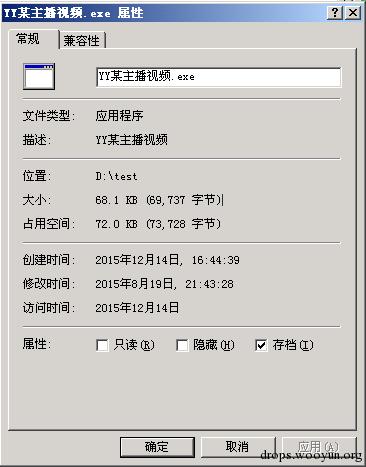 YY某主播视频.exe 属性
常规 兼容性
YY某主播视频.exe
文件类型: 应用程序
描述: YY某主播视频
位置: D:\test
大小: 68.1 KB (69,737 字节)
占用空间: 72.0 KB (73,728 字节)
创建时间: 2015年12月14日, 16:44:39
修改时间: 2015年8月19日, 21:43:28
访问时间: 2015年12月14日
属性: 只读(R) 隐藏(H) 存档(I)
确定 取消 应用(A)
drops.wooyun.org